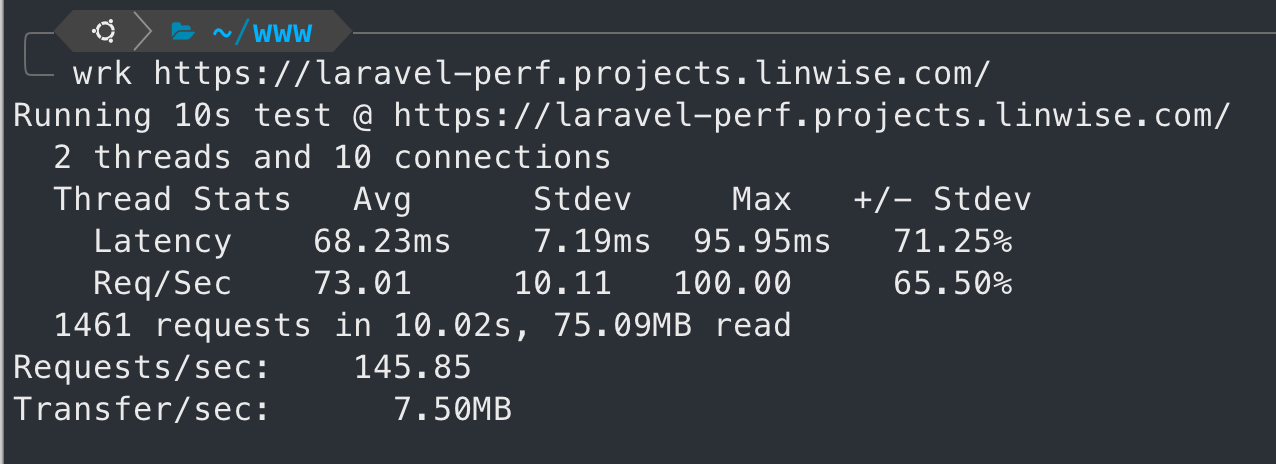 ~/www
wrk https://laravel-perf.projects.linwise.com/
Running 10s test @ https://laravel-perf.projects.linwise.com/
  2 threads and 10 connections
  Thread Stats   Avg      Stdev     Max   +/- Stdev
    Latency    68.23ms    7.19ms  95.95ms   71.25%
    Req/Sec    73.01     10.11   100.00     65.50%
  1461 requests in 10.02s, 75.09MB read
Requests/sec:    145.85
Transfer/sec:      7.50MB